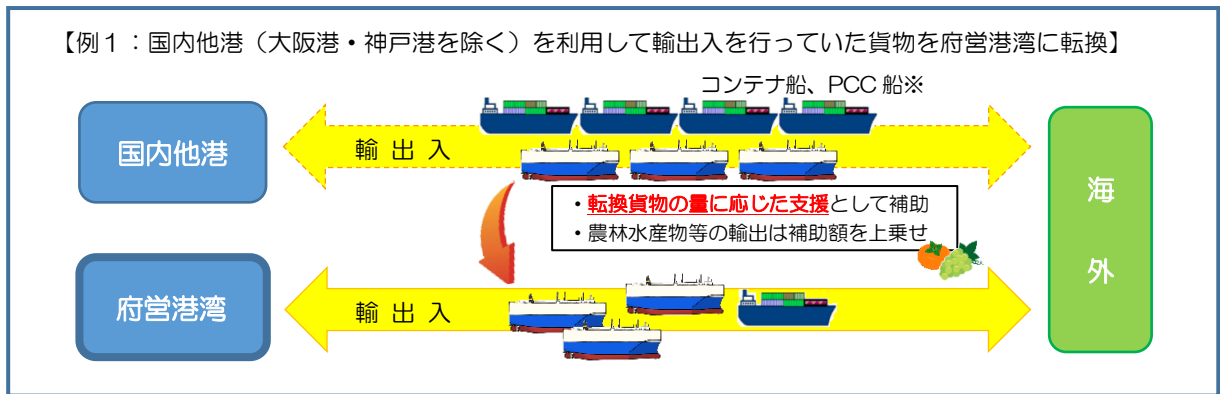 【例１：国内他港（大阪港・神戸港を除く）を利用して輸出入を行っていた貨物を府営港湾に転換】
コンテナ船、PCC 船※
国内他港
輸 出 入
・転換貨物の量に応じた支援として補助
・農林水産物等の輸出は補助額を上乗せ
府営港湾
輸 出 入
海
外